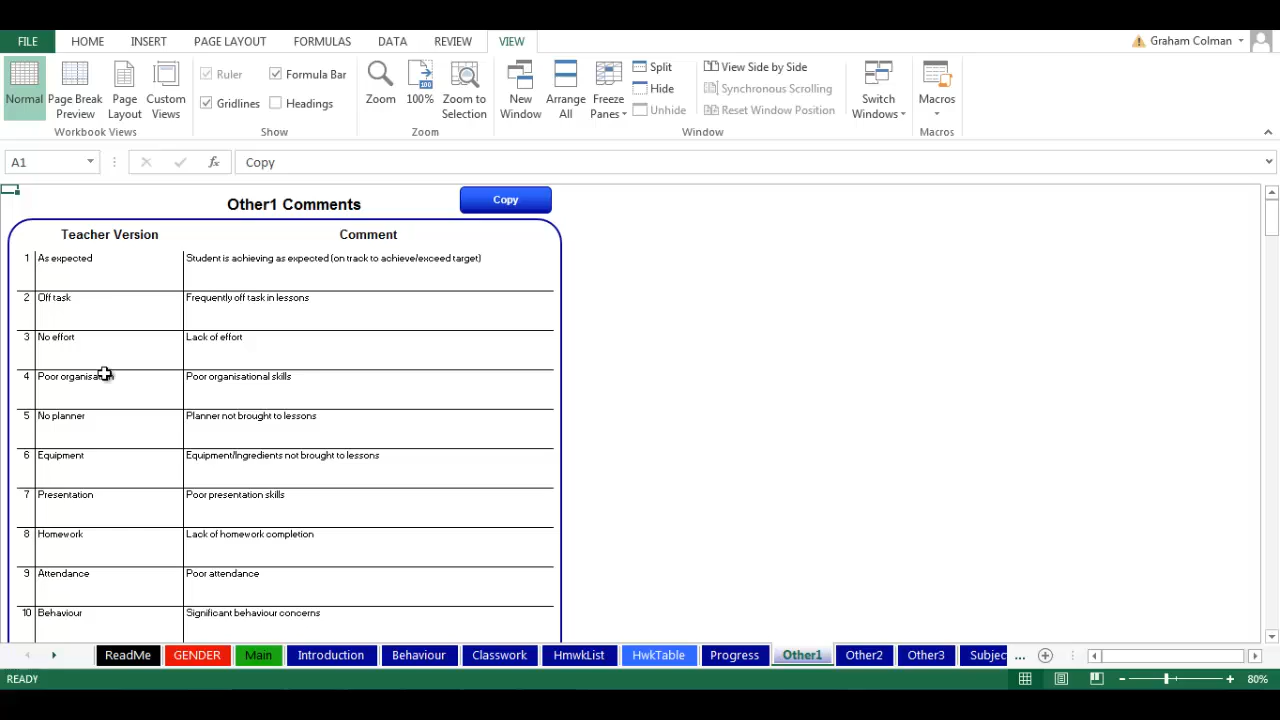 FILE HOME INSERT PAGE LAYOUT FORMULAS DATA REVIEW VIEW Graham Colman
Normal Page Break Preview Page Layout Custom Views
Ruler Formula Bar
Gridlines Headings
Zoom 100% Zoom to Selection
New Window Arrange All Freeze Panes
Split
Hide
Unhide
View Side by Side
Synchronous Scrolling
Reset Window Position
Switch Windows Macros
Workbook Views Show Zoom Window Macros
A1 fx Copy
Other1 Comments Copy
Teacher Version Comment
1 As expected Student is achieving as expected (on track to achieve/exceed target)
2 Off task Frequently off task in lessons
3 No effort Lack of effort
4 Poor Poor organisational skills
5 No planner Planner not brought to lessons
6 Equipment Equipment/Ingredients not brought to lessons
7 Presentation Poor presentation skills
8 Homework Lack of homework completion
9 Attendance Poor attendance
10 Behaviour Significant behaviour concerns
ReadMe GENDER Main Introduction Behaviour Classwork HmwkList HwkTable Progress Other1 Other2 Other3 Subjec ...
READY 80%